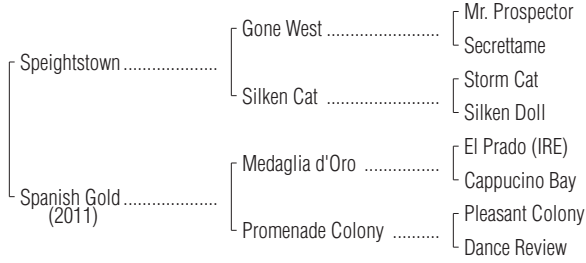 Mr. Prospector
Gone West ........................
Secrettame
Speightstown ....................
Storm Cat
Silken Cat ........................
Silken Doll
El Prado (IRE)
Medaglia d'Oro ................
Cappucino Bay
Spanish Gold ....................
(2011)
Pleasant Colony
Promenade Colony ..........
Dance Review